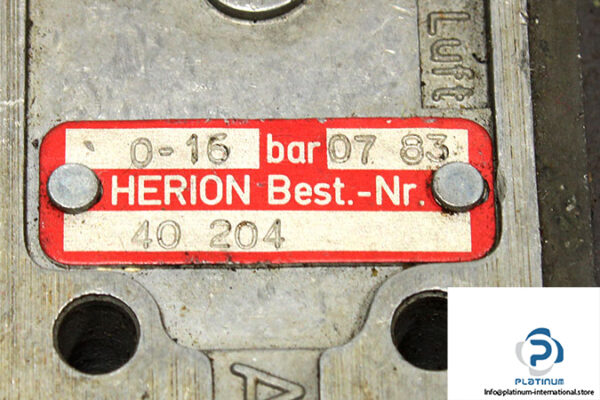 Luft
0-16 bar 07 83
HERION Best.-Nr.
40 204
A
PLATINUM
Info@platinum-international.store